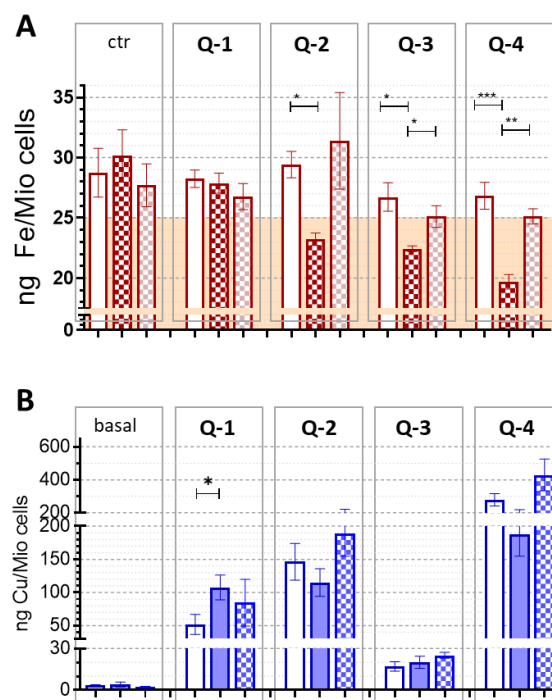 A
ctr Q-1 Q-2 Q-3 Q-4
ng Fe/Mio cells
35
30
25
20
0
* * * *** **
B
basal Q-1 Q-2 Q-3 Q-4
ng Cu/Mio cells
600
400
200
200
150
100
50
30
0
*